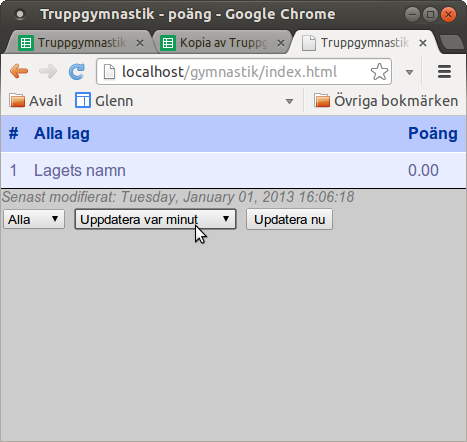 Truppgymnastik - poäng - Google Chrome
Truppgymnastik Kopia av Truppg Truppgymnastik
localhost/gymnastik/index.html
Avail Glenn Övriga bokmärken
# Alla lag Poäng
1 Lagets namn 0.00
Senast modifierat: Tuesday, January 01, 2013 16:06:18
Alla Uppdatera var minut Updatera nu